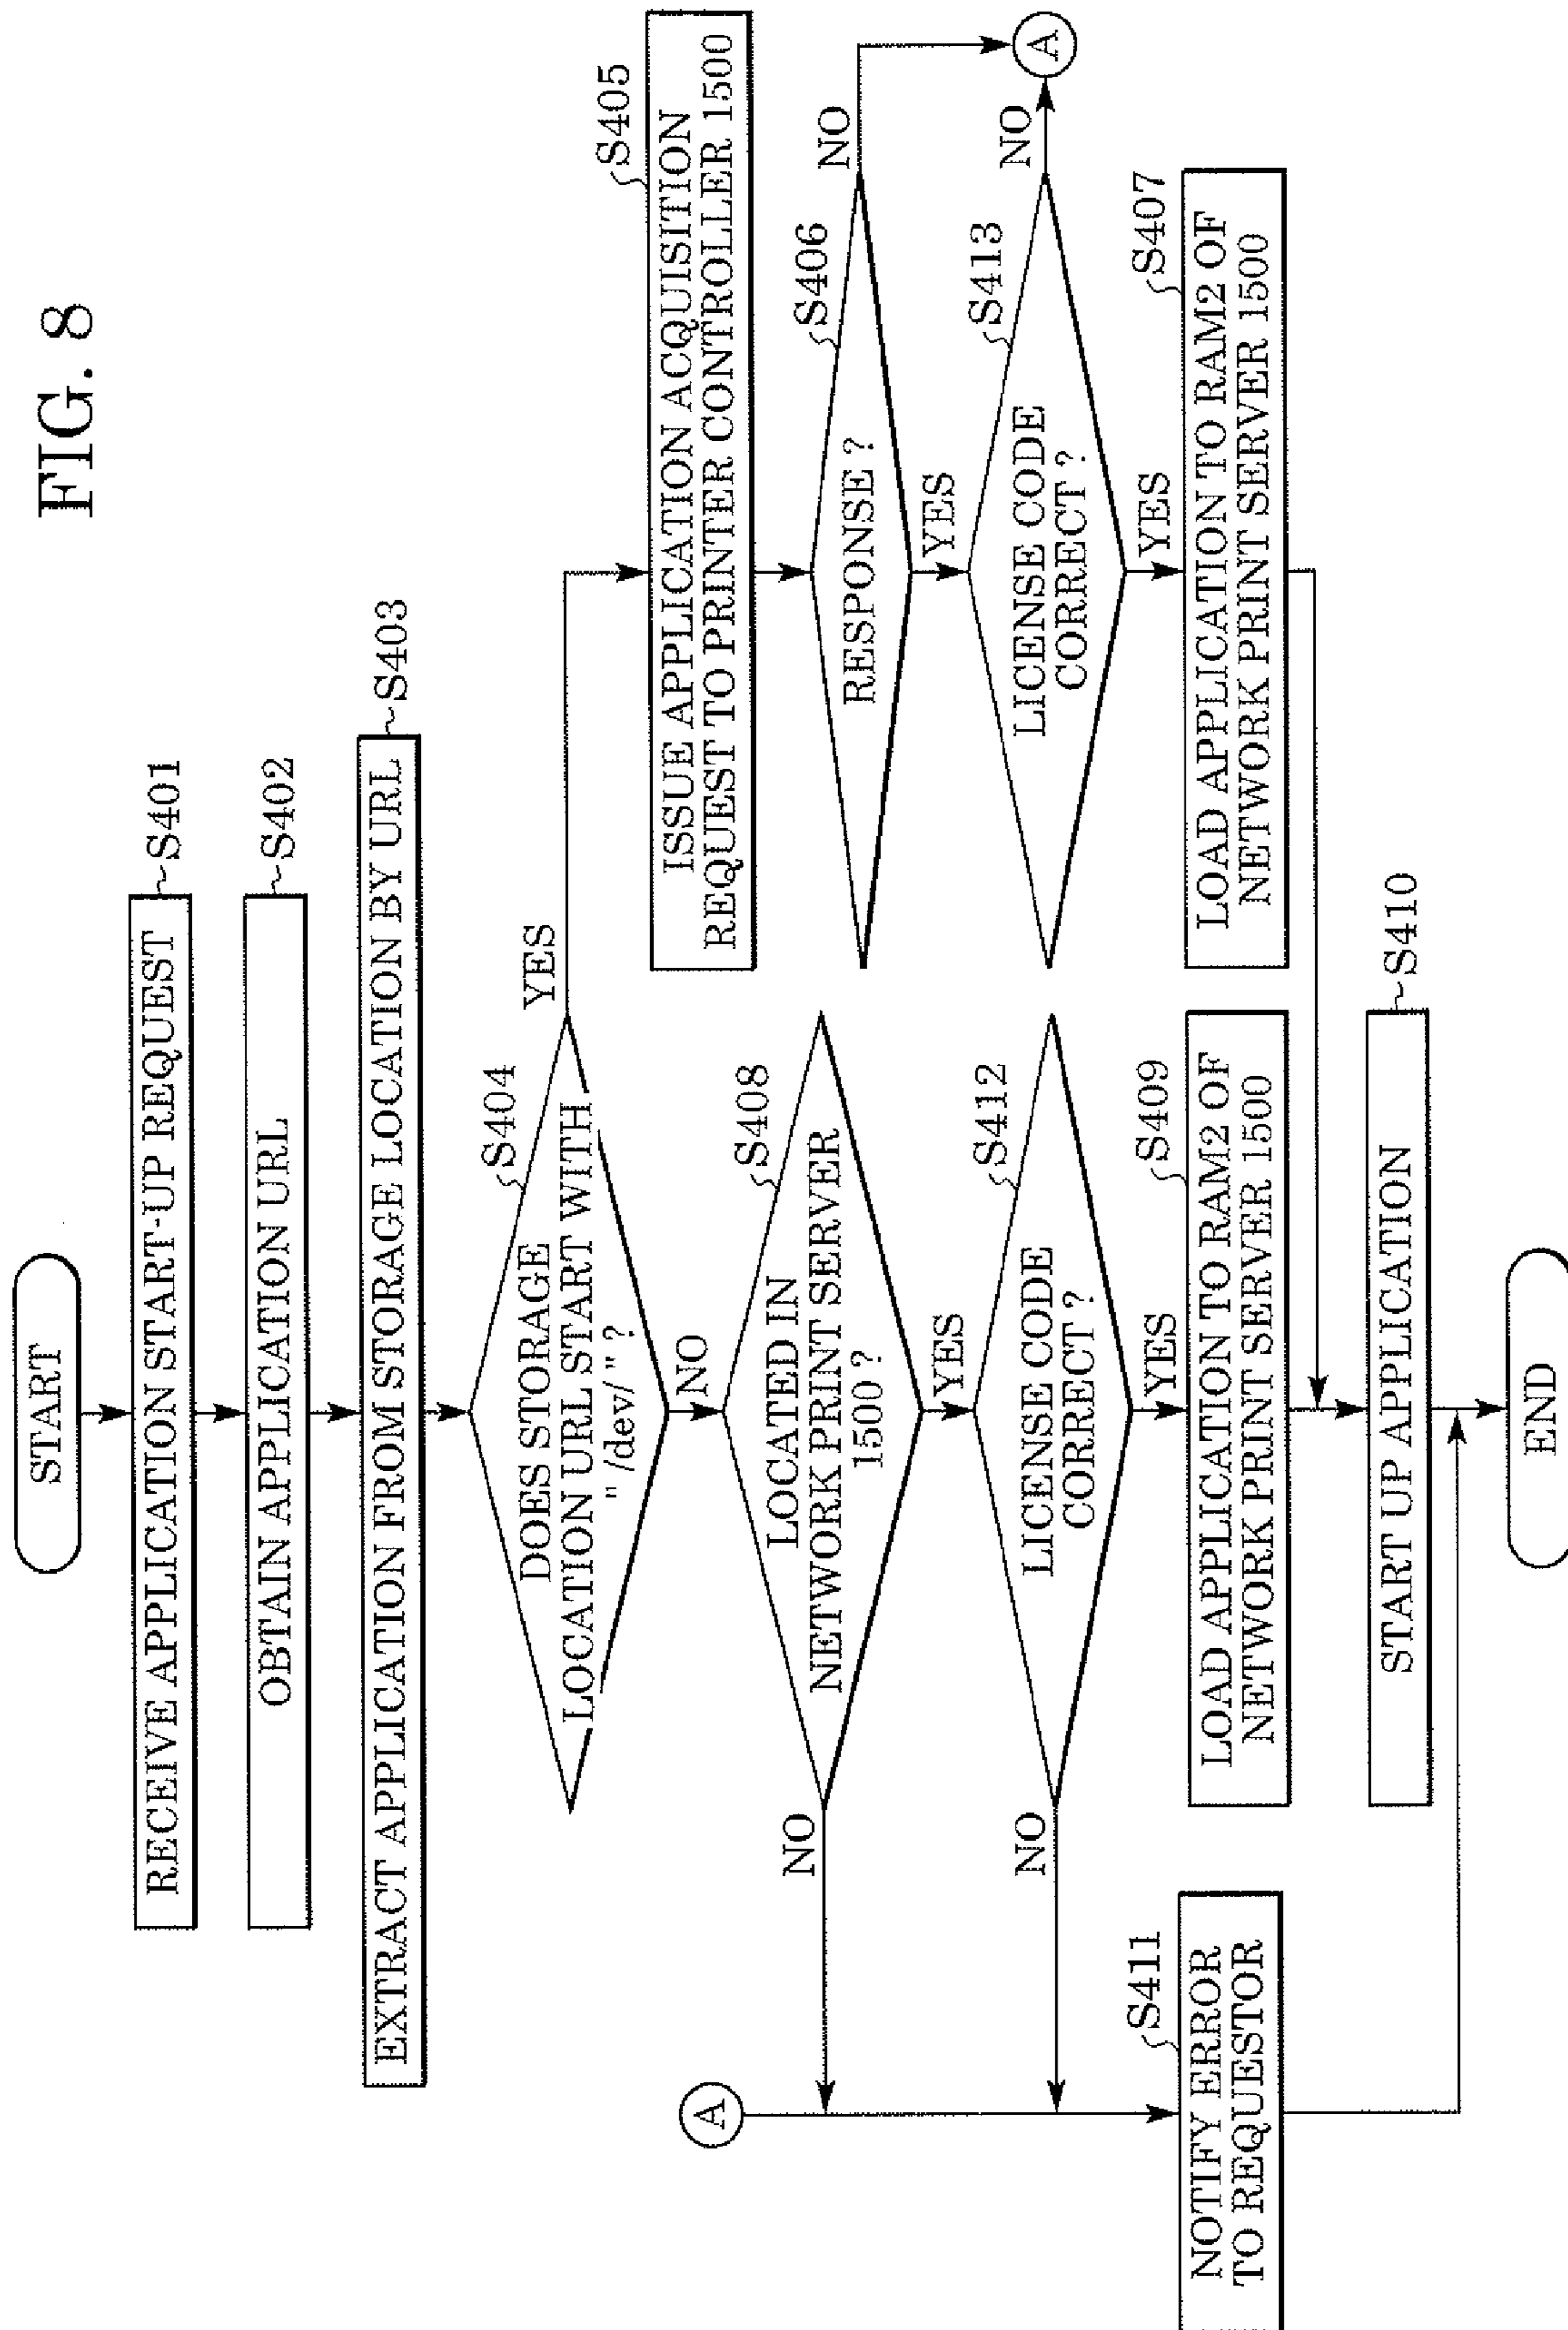 FIG. 8
START
RECEIVE APPLICATION START-UP REQUEST
S401
OBTAIN APPLICATION URL
S402
EXTRACT APPLICATION FROM STORAGE LOCATION BY URL
S403
DOES STORAGE
LOCATION URL START WITH
" /dev/ " ?
S404
YES
NO
ISSUE APPLICATION ACQUISITION
REQUEST TO PRINTER CONTROLLER 1500
S405
RESPONSE ?
S406
NO
YES
LICENSE CODE
CORRECT ?
S413
NO
YES
A
LOAD APPLICATION TO RAM2 OF
NETWORK PRINT SERVER 1500
S407
LOCATED IN
NETWORK PRINT SERVER
1500 ?
S408
NO
YES
LICENSE CODE
CORRECT ?
S412
NO
YES
LOAD APPLICATION TO RAM2 OF
NETWORK PRINT SERVER 1500
S409
A
NOTIFY ERROR
TO REQUESTOR
S411
START UP APPLICATION
S410
END